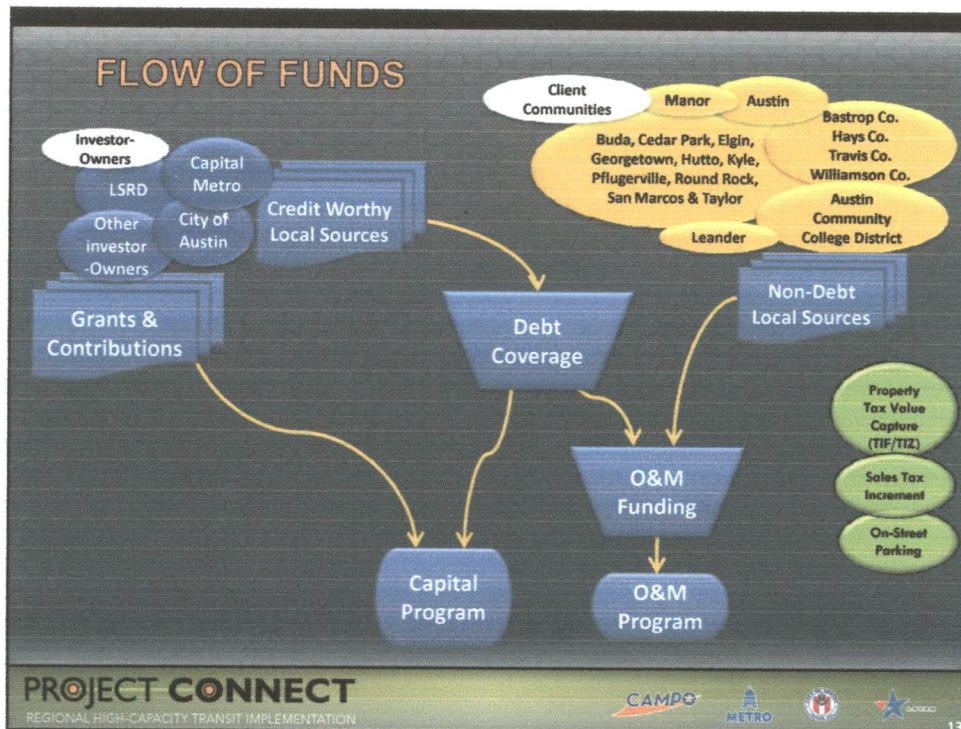 FLOW OF FUNDS
Client
Communities
Manor
Austin
Bastrop Co.
Hays Co.
Travis Co.
Williamson Co.
Buda, Cedar Park, Elgin,
Georgetown, Hutto, Kyle,
Pflugerville, Round Rock,
San Marcos & Taylor
Austin
Community
College District
Leander
Investor-
Owners
LSRD
Capital
Metro
Other
investor
-Owners
City of
Austin
Credit Worthy
Local Sources
Grants &
Contributions
Debt
Coverage
Non-Debt
Local Sources
Property
Tax Value
Capture
(TIF/TIZ)
Sales Tax
Increment
On-Street
Parking
O&M
Funding
Capital
Program
O&M
Program
PROJECT CONNECT
REGIONAL HIGH-CAPACITY TRANSIT IMPLEMENTATION
CAMPO
METRO
13